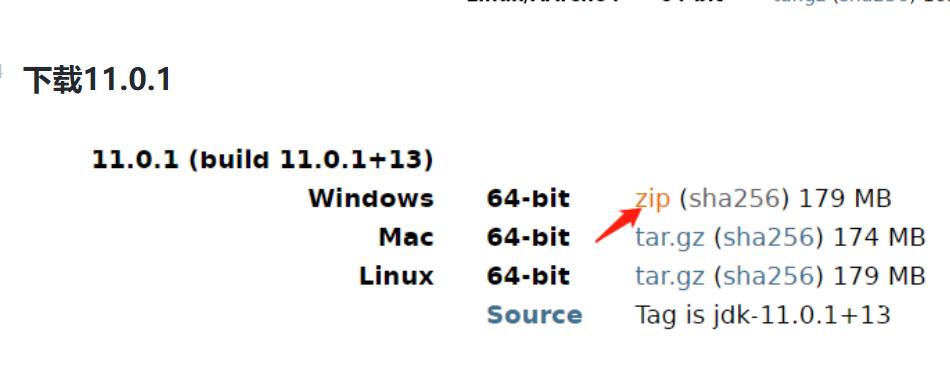 下载11.0.1
11.0.1 (build 11.0.1+13)
Windows 64-bit zip (sha256) 179 MB
Mac 64-bit tar.gz (sha256) 174 MB
Linux 64-bit tar.gz (sha256) 179 MB
Source Tag is jdk-11.0.1+13